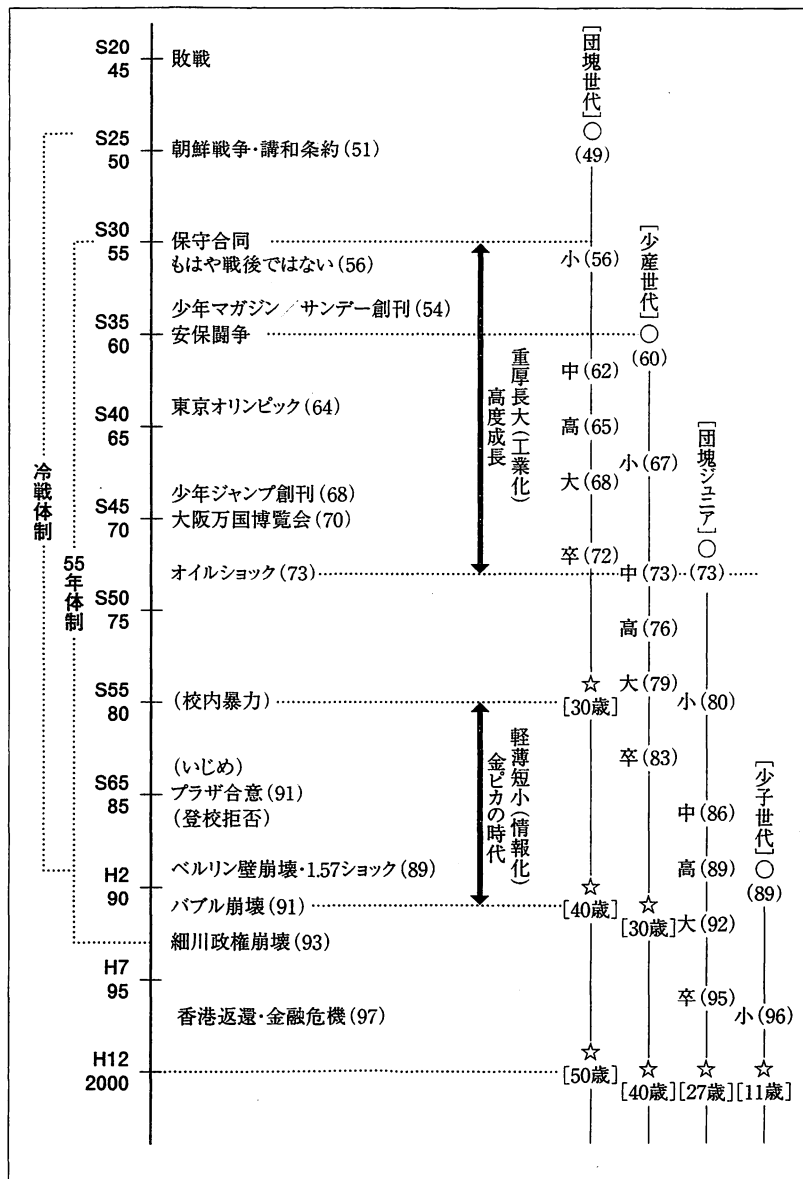 S20
45
敗戦
[団塊世代]
○
(49)
S25
50
朝鮮戦争・講和条約(51)
S30
55
保守合同
もはや戦後ではない(56)
小(56)
[少産世代]
○
(60)
少年マガジン／サンデー創刊(54)
S35
60
安保闘争
中(62)
重厚長大(工業化)
高度成長
S40
65
東京オリンピック(64)
高(65)
小(67)
[団塊ジュニア]
○
(73)
大(68)
冷戦体制
55年体制
少年ジャンプ創刊(68)
S45
70
大阪万国博覧会(70)
卒(72)
オイルショック(73)
中(73)
S50
75
高(76)
S55
80
(校内暴力)
☆
[30歳]
大(79)
小(80)
軽薄短小(情報化)
金ピカの時代
卒(83)
[少子世代]
○
(89)
(いじめ)
S65
85
プラザ合意(91)
(登校拒否)
中(86)
ベルリン壁崩壊・1.57ショック(89)
高(89)
H2
90
☆
[40歳]
バブル崩壊(91)
☆
[30歳]
大(92)
細川政権崩壊(93)
H7
95
卒(95)
小(96)
香港返還・金融危機(97)
H12
2000
☆
[50歳]
☆
[40歳]
☆
[27歳]
☆
[11歳]